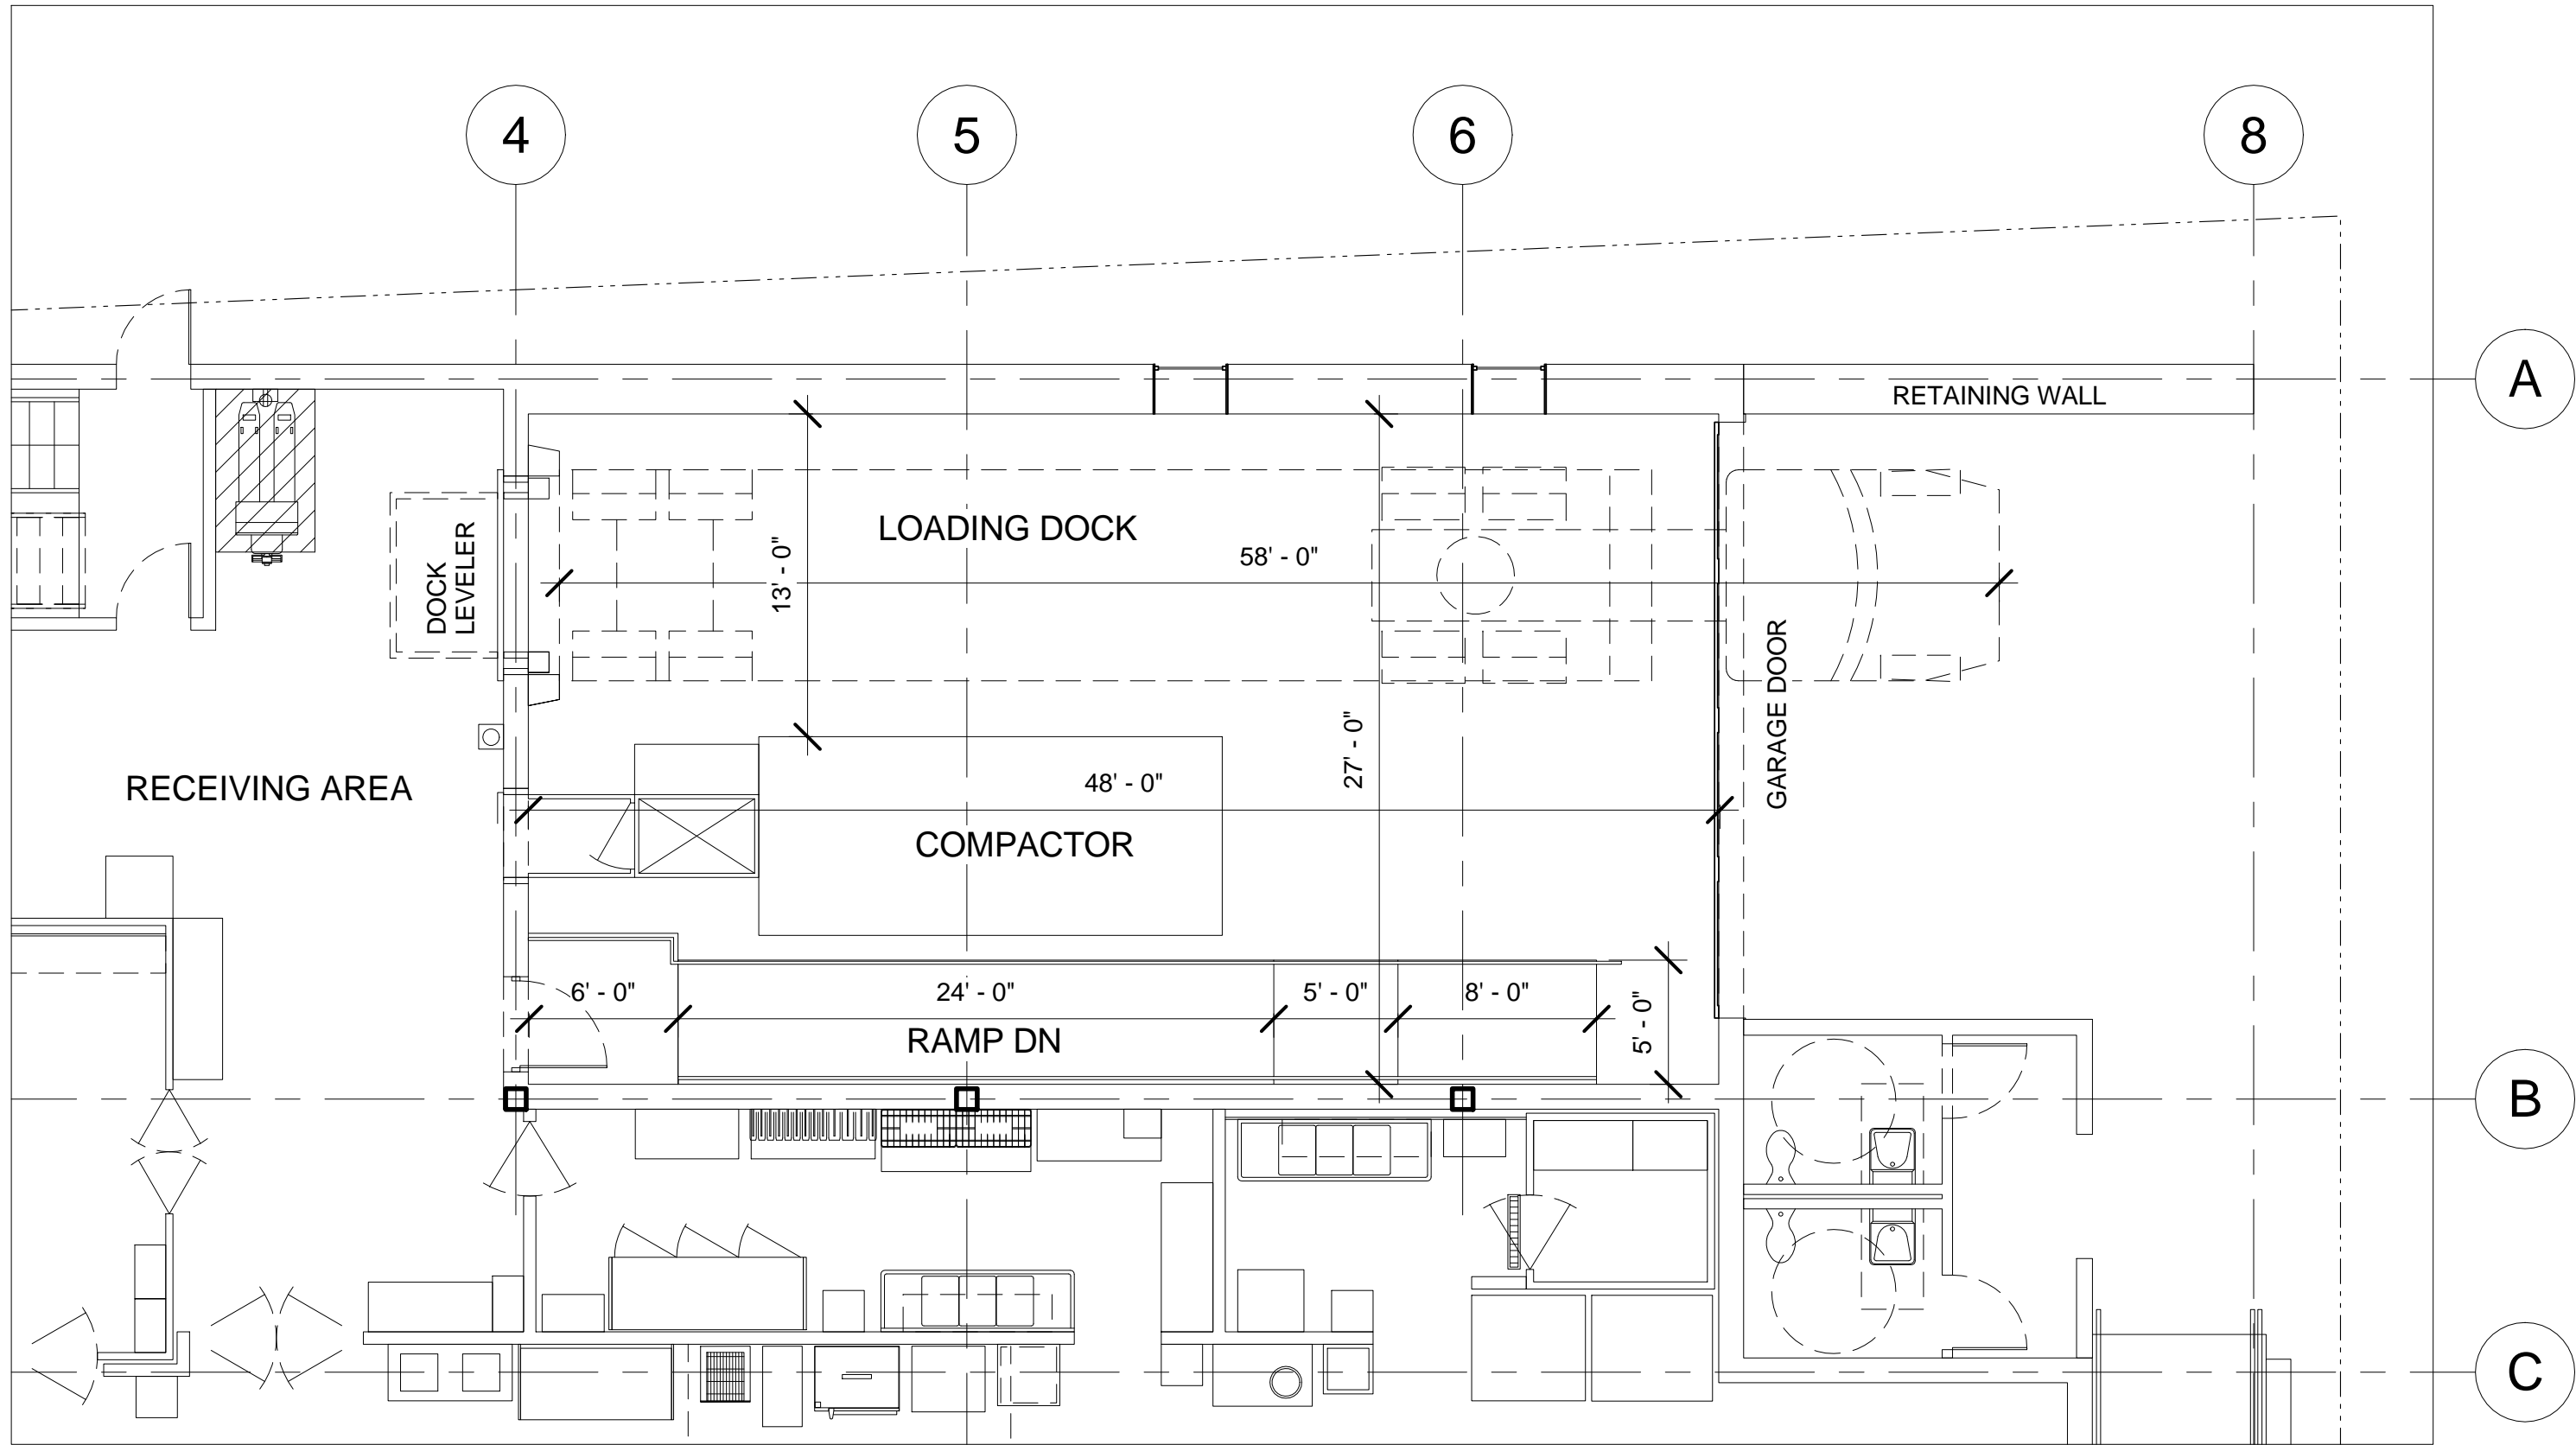 4
5
6
8
A
RETAINING WALL
LOADING DOCK
58' - 0"
13' - 0"
DOCK
LEVELER
GARAGE DOOR
27' - 0"
RECEIVING AREA
48' - 0"
COMPACTOR
6' - 0"
24' - 0"
5' - 0"
8' - 0"
5' - 0"
RAMP DN
B
C